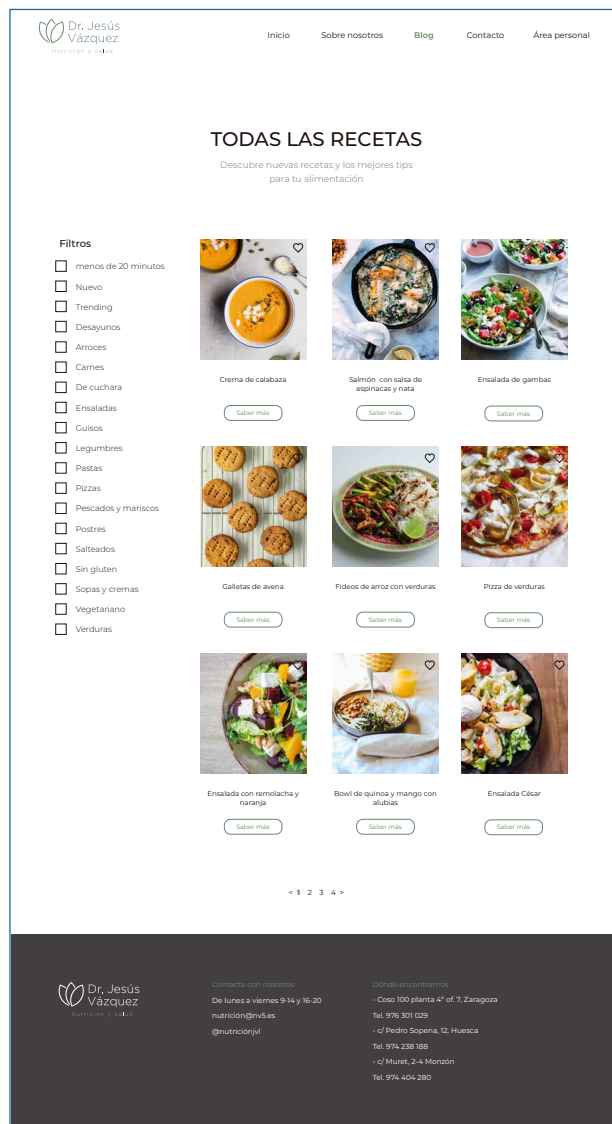 Dr. Jesús
Vázquez
Nutrición y salud
Inicio
Sobre nosotros
Blog
Contacto
Área personal
TODAS LAS RECETAS
Descubre nuevas recetas y los mejores tips
para tu alimentación
Filtros
menos de 20 minutos
Nuevo
Trending
Desayunos
Arroces
Carnes
De cuchara
Ensaladas
Guisos
Legumbres
Pastas
Pizzas
Pescados y mariscos
Postres
Salteados
Sin gluten
Sopas y cremas
Vegetariano
Verduras
Crema de calabaza
Saber más
Salmón con salsa de
espinacas y nata
Saber más
Ensalada de gambas
Saber más
Galletas de avena
Saber más
Fideos de arroz con verduras
Saber más
Pizza de verduras
Saber más
Ensalada con remolacha y
naranja
Saber más
Bowl de quinoa y mango con
alubias
Saber más
Ensalada César
Saber más
< 1 2 3 4 >
Dr. Jesús
Vázquez
Nutrición y salud
Contacta con nosotros
De lunes a viernes 9-14 y 16-20
nutrición@nv5.es
@nutriciónjvl
Dónde encontrarnos
- Coso 100 planta 4ª of. 7, Zaragoza
Tel. 976 301 029
- c/ Pedro Sopena, 12, Huesca
Tel. 974 238 188
- c/ Muret, 2-4 Monzón
Tel. 974 404 280